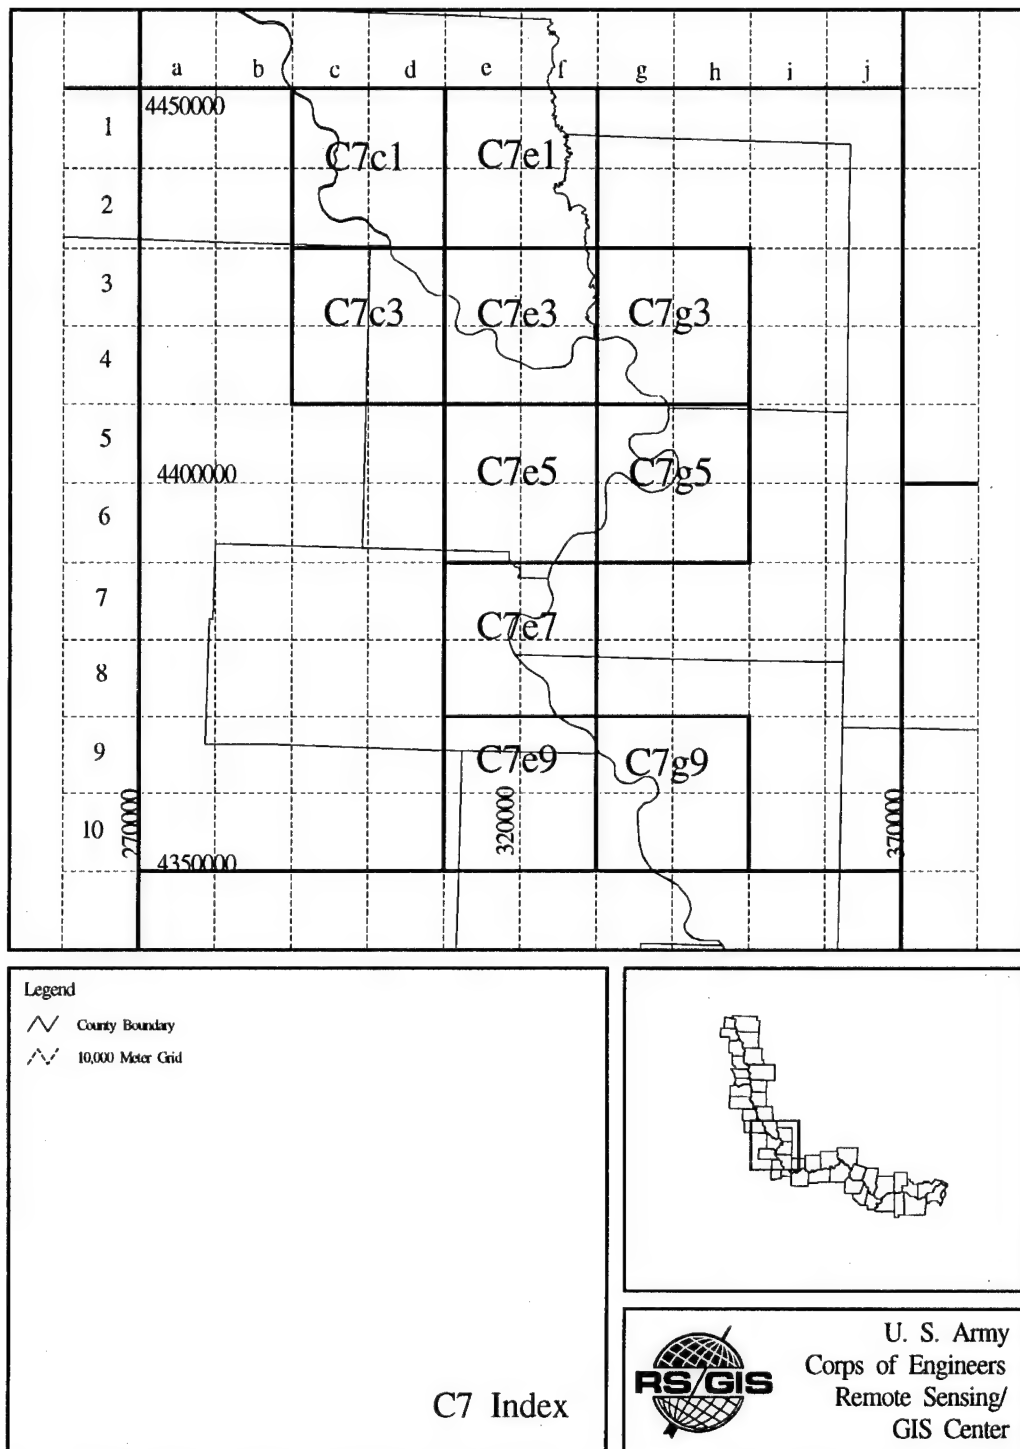 a b c d e f g h i j
4450000
1
C7c1 C7e1
2
3
C7c3 C7e3 C7g3
4
5
4400000 C7e5 C7g5
6
7
C7e7
8
9
C7e9 C7g9
10
270000
320000
370000
4350000
Legend
County Boundary
10,000 Meter Grid
C7 Index
RS/GIS
U. S. Army
Corps of Engineers
Remote Sensing/
GIS Center